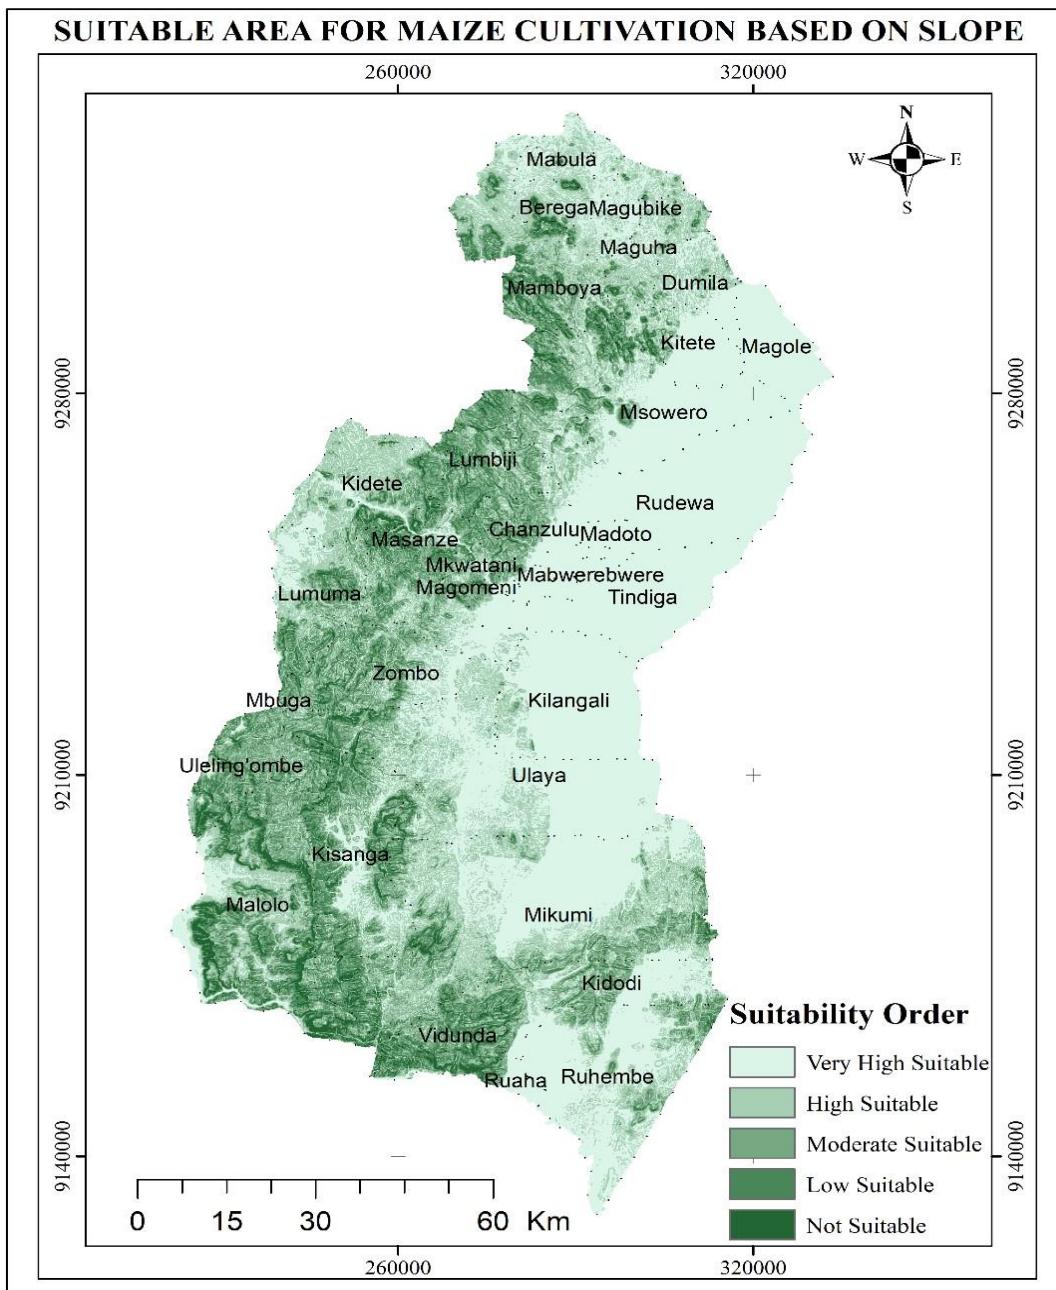 SUITABLE AREA FOR MAIZE CULTIVATION BASED ON SLOPE
260000 320000
N
W E
S
Mabula
Berega Magubike
Maguha
Mamboya Dumila
Kitete Magole
9280000 9280000
Msowero
Lumbiji
Kidete
Rudewa
Chanzulu Madoto
Masanze
Mkwatani
Mabwerebwere
Magomeni
Lumuma Tindiga
Zombo
Mbuga Kilangali
Uleling'ombe Ulaya
9210000 9210000
Kisanga
Malolo
Mikumi
Kidodi
Suitability Order
Vidunda
Very High Suitable
Ruaha Ruhembe
High Suitable
Moderate Suitable
9140000 9140000
Low Suitable
0 15 30 60 Km
Not Suitable
260000 320000